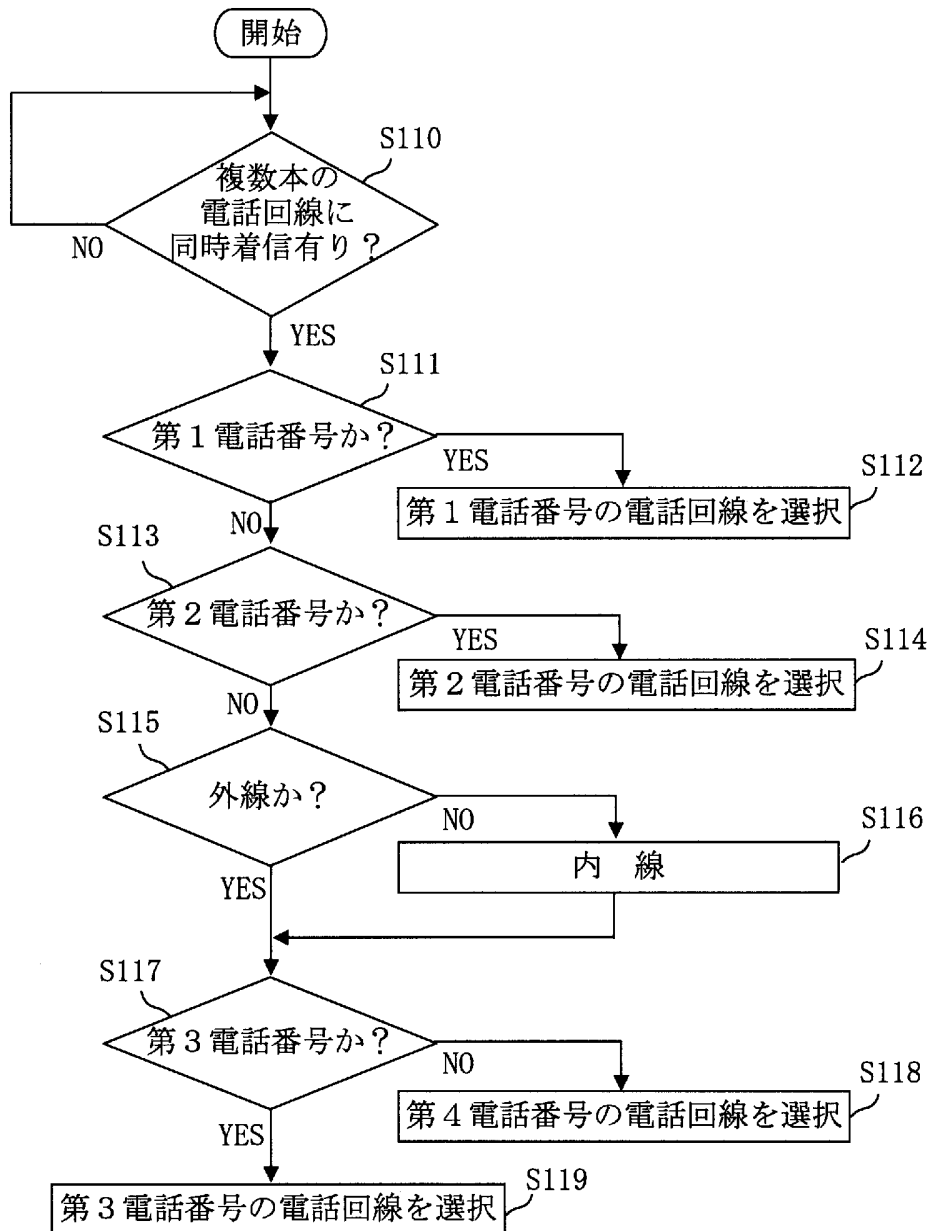 開始
S110
複数本の
電話回線に
同時着信有り？
NO
YES
S111
第１電話番号か？
YES
S112
第１電話番号の電話回線を選択
NO
S113
第２電話番号か？
YES
S114
第２電話番号の電話回線を選択
NO
S115
外線か？
NO
S116
内　線
YES
S117
第３電話番号か？
NO
S118
第４電話番号の電話回線を選択
YES
S119
第３電話番号の電話回線を選択